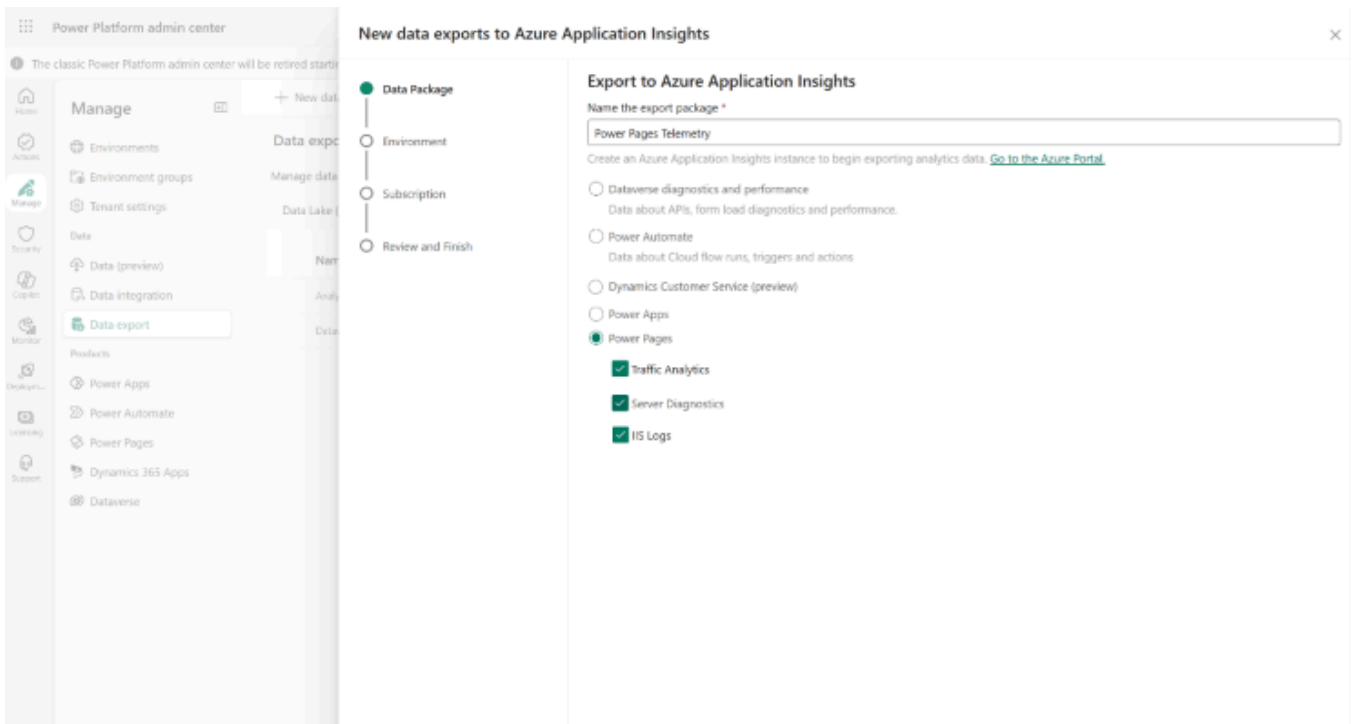 Power Platform admin center
The classic Power Platform admin center will be retired starti
Home
Actions
Manage
Security
Copilot
Monitor
Deploym...
Licensing
Support
Manage
Environments
Environment groups
Tenant settings
Data
Data (preview)
Data integration
Data export
Products
Power Apps
Power Automate
Power Pages
Dynamics 365 Apps
Dataverse
New dat
Data expo
Manage data
Data Lake (
Nam
Analy
Data
New data exports to Azure Application Insights
Data Package
Environment
Subscription
Review and Finish
Export to Azure Application Insights
Name the export package *
Power Pages Telemetry
Create an Azure Application Insights instance to begin exporting analytics data. Go to the Azure Portal.
Dataverse diagnostics and performance
Data about APIs, form load diagnostics and performance.
Power Automate
Data about Cloud flow runs, triggers and actions
Dynamics Customer Service (preview)
Power Apps
Power Pages
Traffic Analytics
Server Diagnostics
IIS Logs